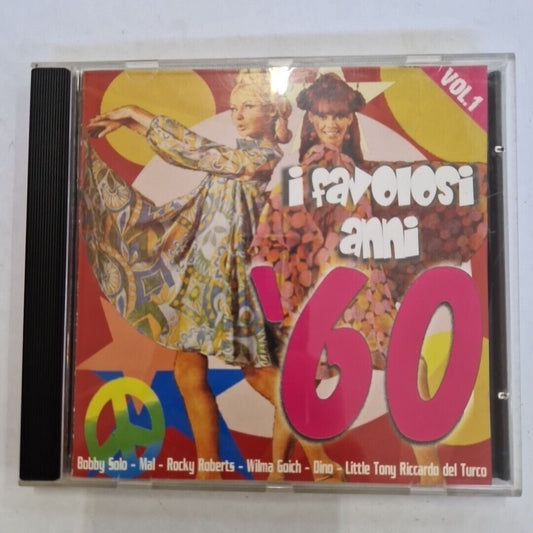 VOL.1
i favolosi
anni
'60
Bobby Solo - Mal - Rocky Roberts - Wilma Goich - Dino - Little Tony Riccardo del Turco